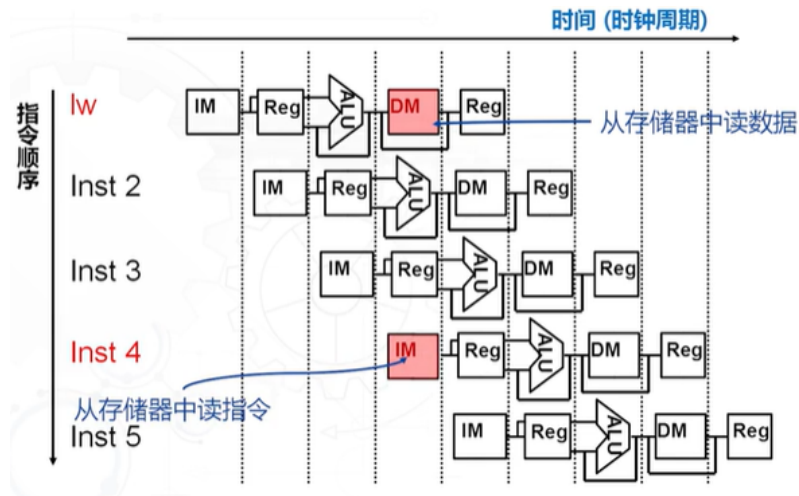 时间 (时钟周期)
指令顺序
lw IM Reg ALU DM Reg
从存储器中读数据
Inst 2 IM Reg ALU DM Reg
Inst 3 IM Reg ALU DM Reg
Inst 4 IM Reg ALU DM Reg
从存储器中读指令
Inst 5 IM Reg ALU DM Reg